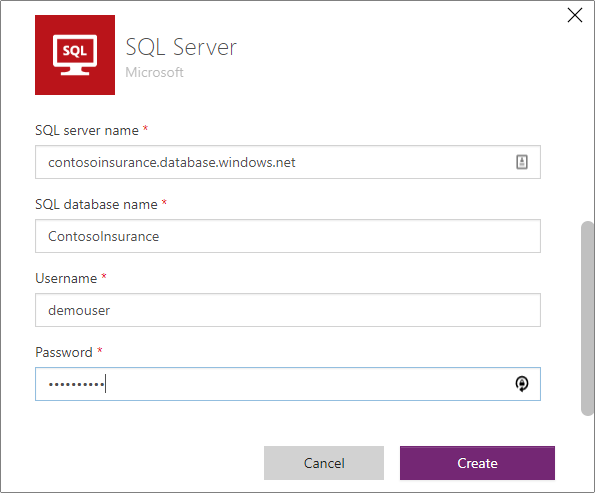 SQL
SQL Server
Microsoft
SQL server name *
contosoinsurance.database.windows.net
SQL database name *
ContosoInsurance
Username *
demouser
Password *
••••••••••
Cancel
Create